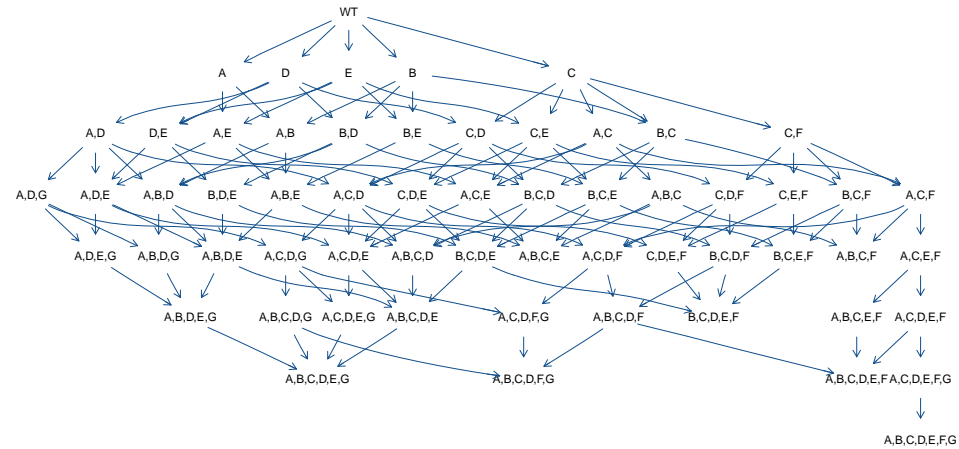 WT
A D E B C
A,D D,E A,E A,B B,D B,E C,D C,E A,C B,C C,F
A,D,G A,D,E A,B,D B,D,E A,B,E A,C,D C,D,E A,C,E B,C,D B,C,E A,B,C C,D,F C,E,F B,C,F A,C,F
A,D,E,G A,B,D,G A,B,D,E A,C,D,G A,C,D,E A,B,C,D B,C,D,E A,B,C,E A,C,D,F C,D,E,F B,C,D,F B,C,E,F A,B,C,F A,C,E,F
A,B,D,E,G A,B,C,D,G A,C,D,E,G A,B,C,D,E A,C,D,F,G A,B,C,D,F B,C,D,E,F A,B,C,E,F A,C,D,E,F
A,B,C,D,E,G A,B,C,D,F,G A,B,C,D,E,F A,C,D,E,F,G
A,B,C,D,E,F,G